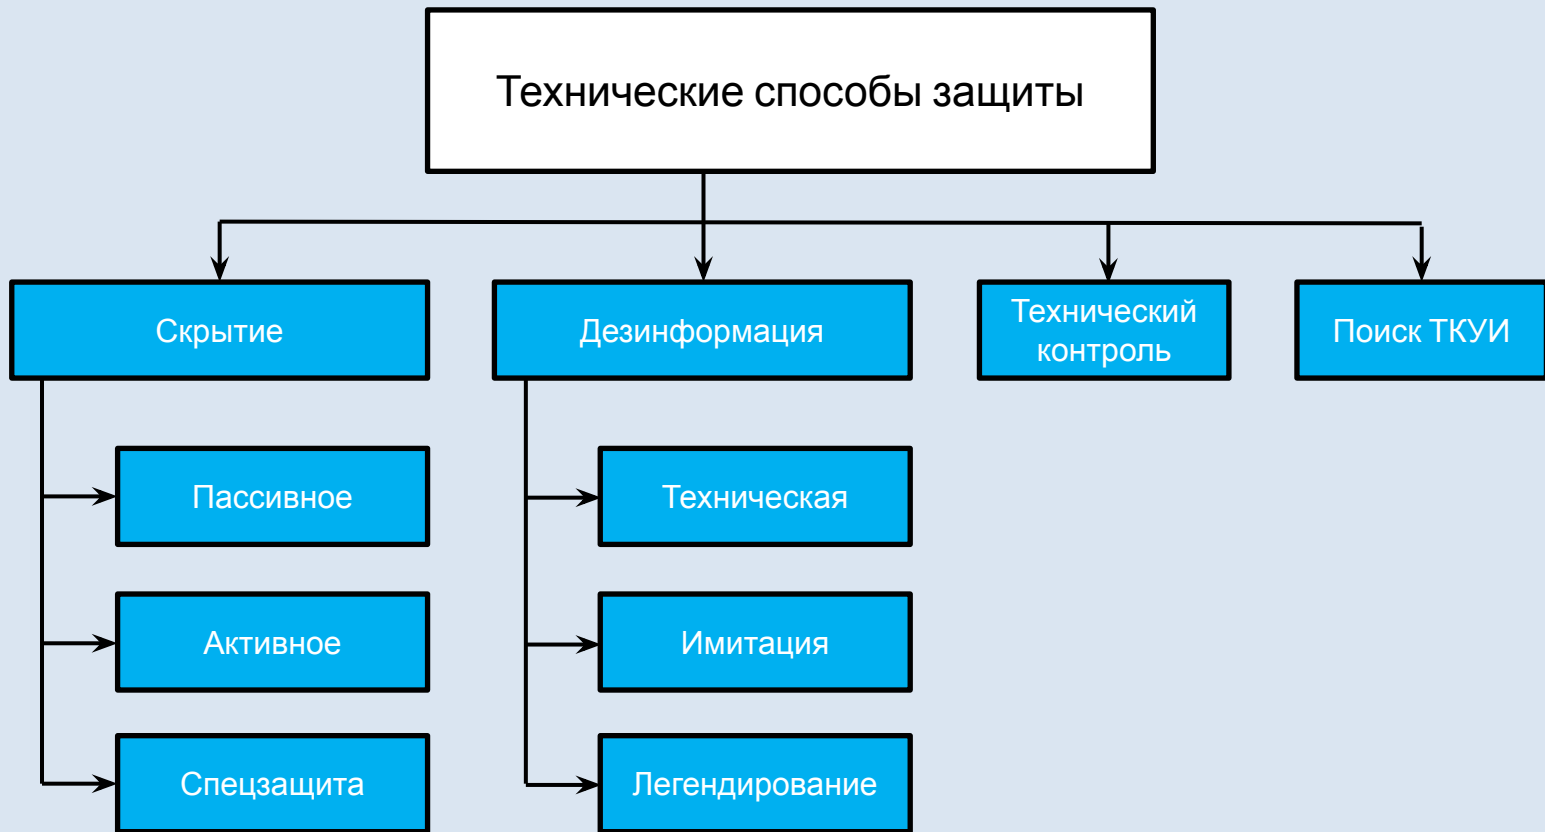 Технические способы защиты
Скрытие
Дезинформация
Технический
контроль
Поиск ТКУИ
Пассивное
Техническая
Активное
Имитация
Спецзащита
Легендирование